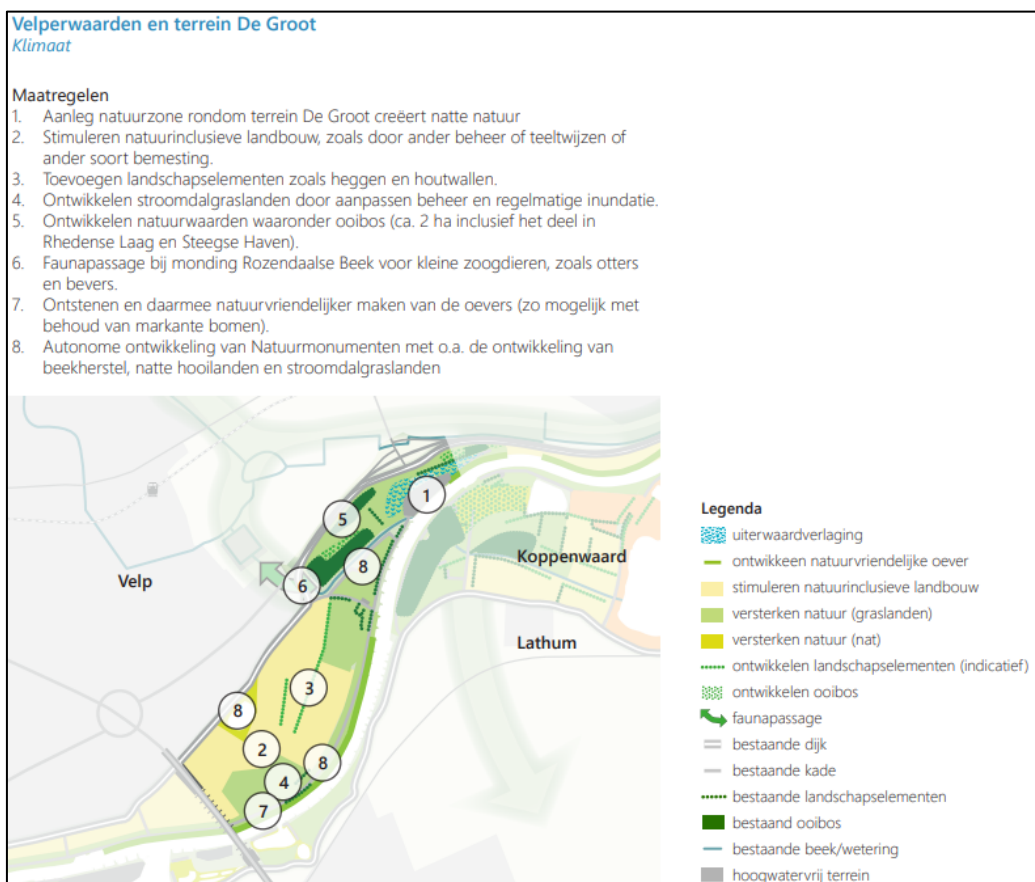 Velperwaarden en terrein De Groot
Klimaat
Maatregelen
1. Aanleg natuurzone rondom terrein De Groot creëert natte natuur
2. Stimuleren natuurinclusieve landbouw, zoals door ander beheer of teeltwijzen of
ander soort bemesting.
3. Toevoegen landschapselementen zoals heggen en houtwallen.
4. Ontwikkelen stroomdalgraslanden door aanpassen beheer en regelmatige inundatie.
5. Ontwikkelen natuurwaarden waaronder ooibos (ca. 2 ha inclusief het deel in
Rhedense Laag en Steegse Haven).
6. Faunapassage bij monding Rozendaalse Beek voor kleine zoogdieren, zoals otters
en bevers.
7. Ontstenen en daarmee natuurvriendelijker maken van de oevers (zo mogelijk met
behoud van markante bomen).
8. Autonome ontwikkeling van Natuurmonumenten met o.a. de ontwikkeling van
beekherstel, natte hooilanden en stroomdalgraslanden
1
5
Koppenwaard
8
Velp
6
Lathum
3
8
2
8
4
7
Legenda
uiterwaardverlaging
ontwikkeen natuurvriendelijke oever
stimuleren natuurinclusieve landbouw
versterken natuur (graslanden)
versterken natuur (nat)
ontwikkelen landschapselementen (indicatief)
ontwikkelen ooibos
faunapassage
bestaande dijk
bestaande kade
bestaande landschapselementen
bestaand ooibos
bestaande beek/wetering
hoogwatervrij terrein